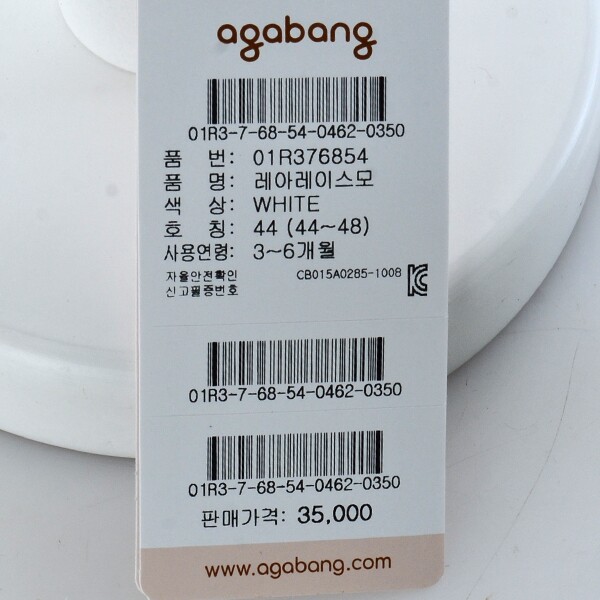 agabang
01R3-7-68-54-0462-0350
품 번: 01R376854
품 명: 레아레이스모
색 상: WHITE
호 칭: 44 (44~48)
사용연령: 3~6개월
자율안전확인 CB015A0285-1008
신고필증번호
01R3-7-68-54-0462-0350
01R3-7-68-54-0462-0350
판매가격: 35,000
www.agabang.com